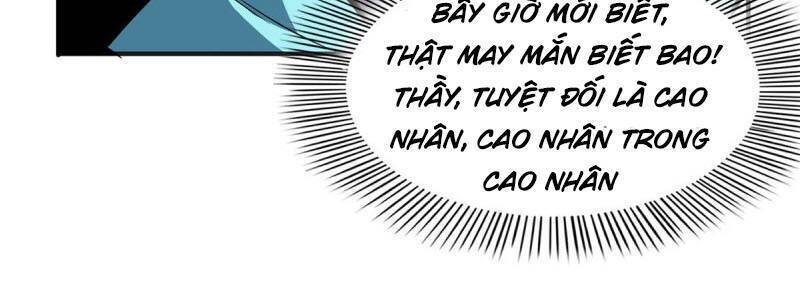 BÂY GIỜ MỚI BIẾT,
THẬT MAY MẮN BIẾT BAO!
THẦY, TUYỆT ĐỐI LÀ CAO
NHÂN, CAO NHÂN TRONG
CAO NHÂN